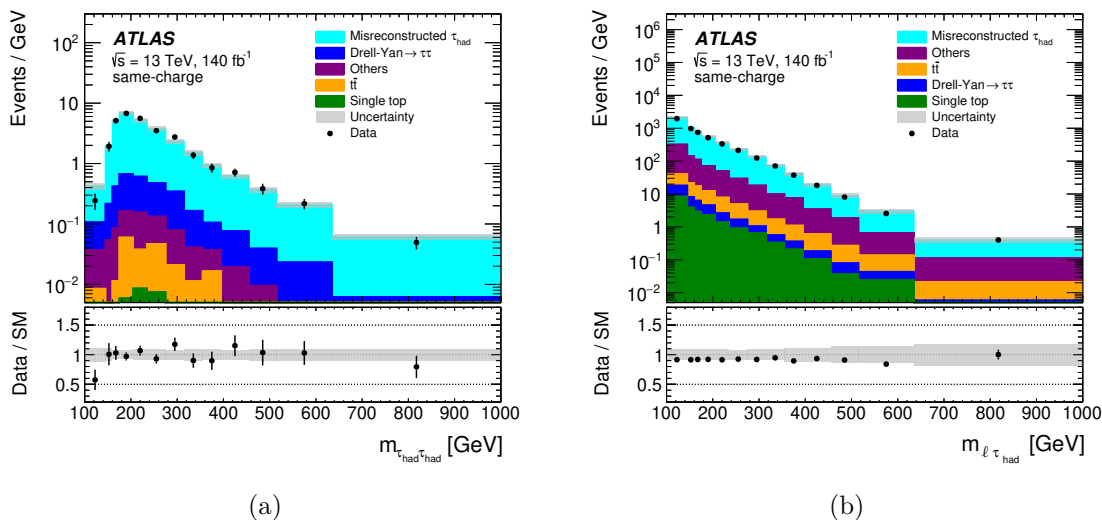 Events / GeV
10²
10
1
10⁻¹
10⁻²
ATLAS
√s = 13 TeV, 140 fb⁻¹
same-charge
Misreconstructed τhad
Drell-Yan→ττ
Others
tt̄
Single top
Uncertainty
Data
Data / SM
1.5
1
0.5
100 200 300 400 500 600 700 800 900 1000
mτhadτhad [GeV]
(a)
Events / GeV
10⁶
10⁵
10⁴
10³
10²
10
1
10⁻¹
10⁻²
ATLAS
√s = 13 TeV, 140 fb⁻¹
same-charge
Misreconstructed τhad
Others
tt̄
Drell-Yan→ττ
Single top
Uncertainty
Data
Data / SM
1.5
1
0.5
100 200 300 400 500 600 700 800 900 1000
mℓτhad [GeV]
(b)